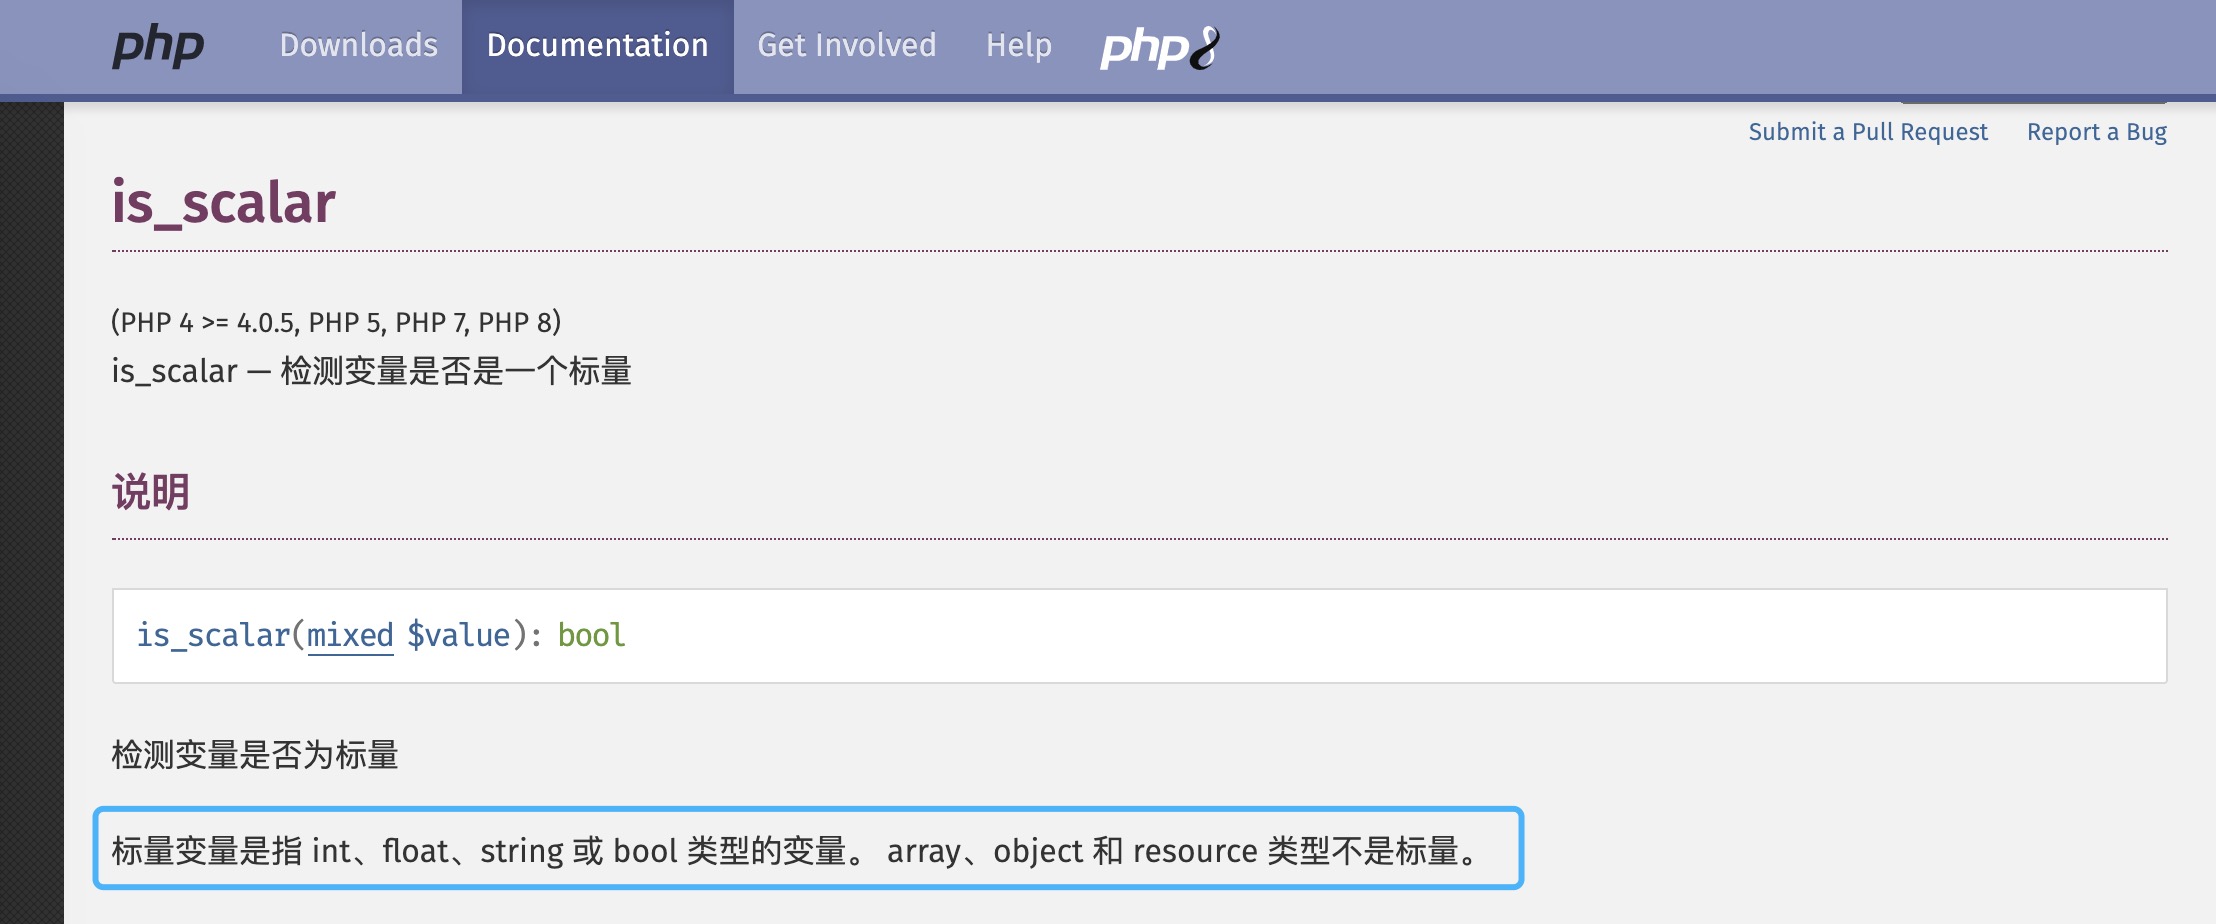 php Downloads Documentation Get Involved Help php8
Submit a Pull Request Report a Bug
is_scalar
(PHP 4 >= 4.0.5, PHP 5, PHP 7, PHP 8)
is_scalar — 检测变量是否是一个标量
说明
is_scalar(mixed $value): bool
检测变量是否为标量
标量变量是指 int、float、string 或 bool 类型的变量。 array、object 和 resource 类型不是标量。